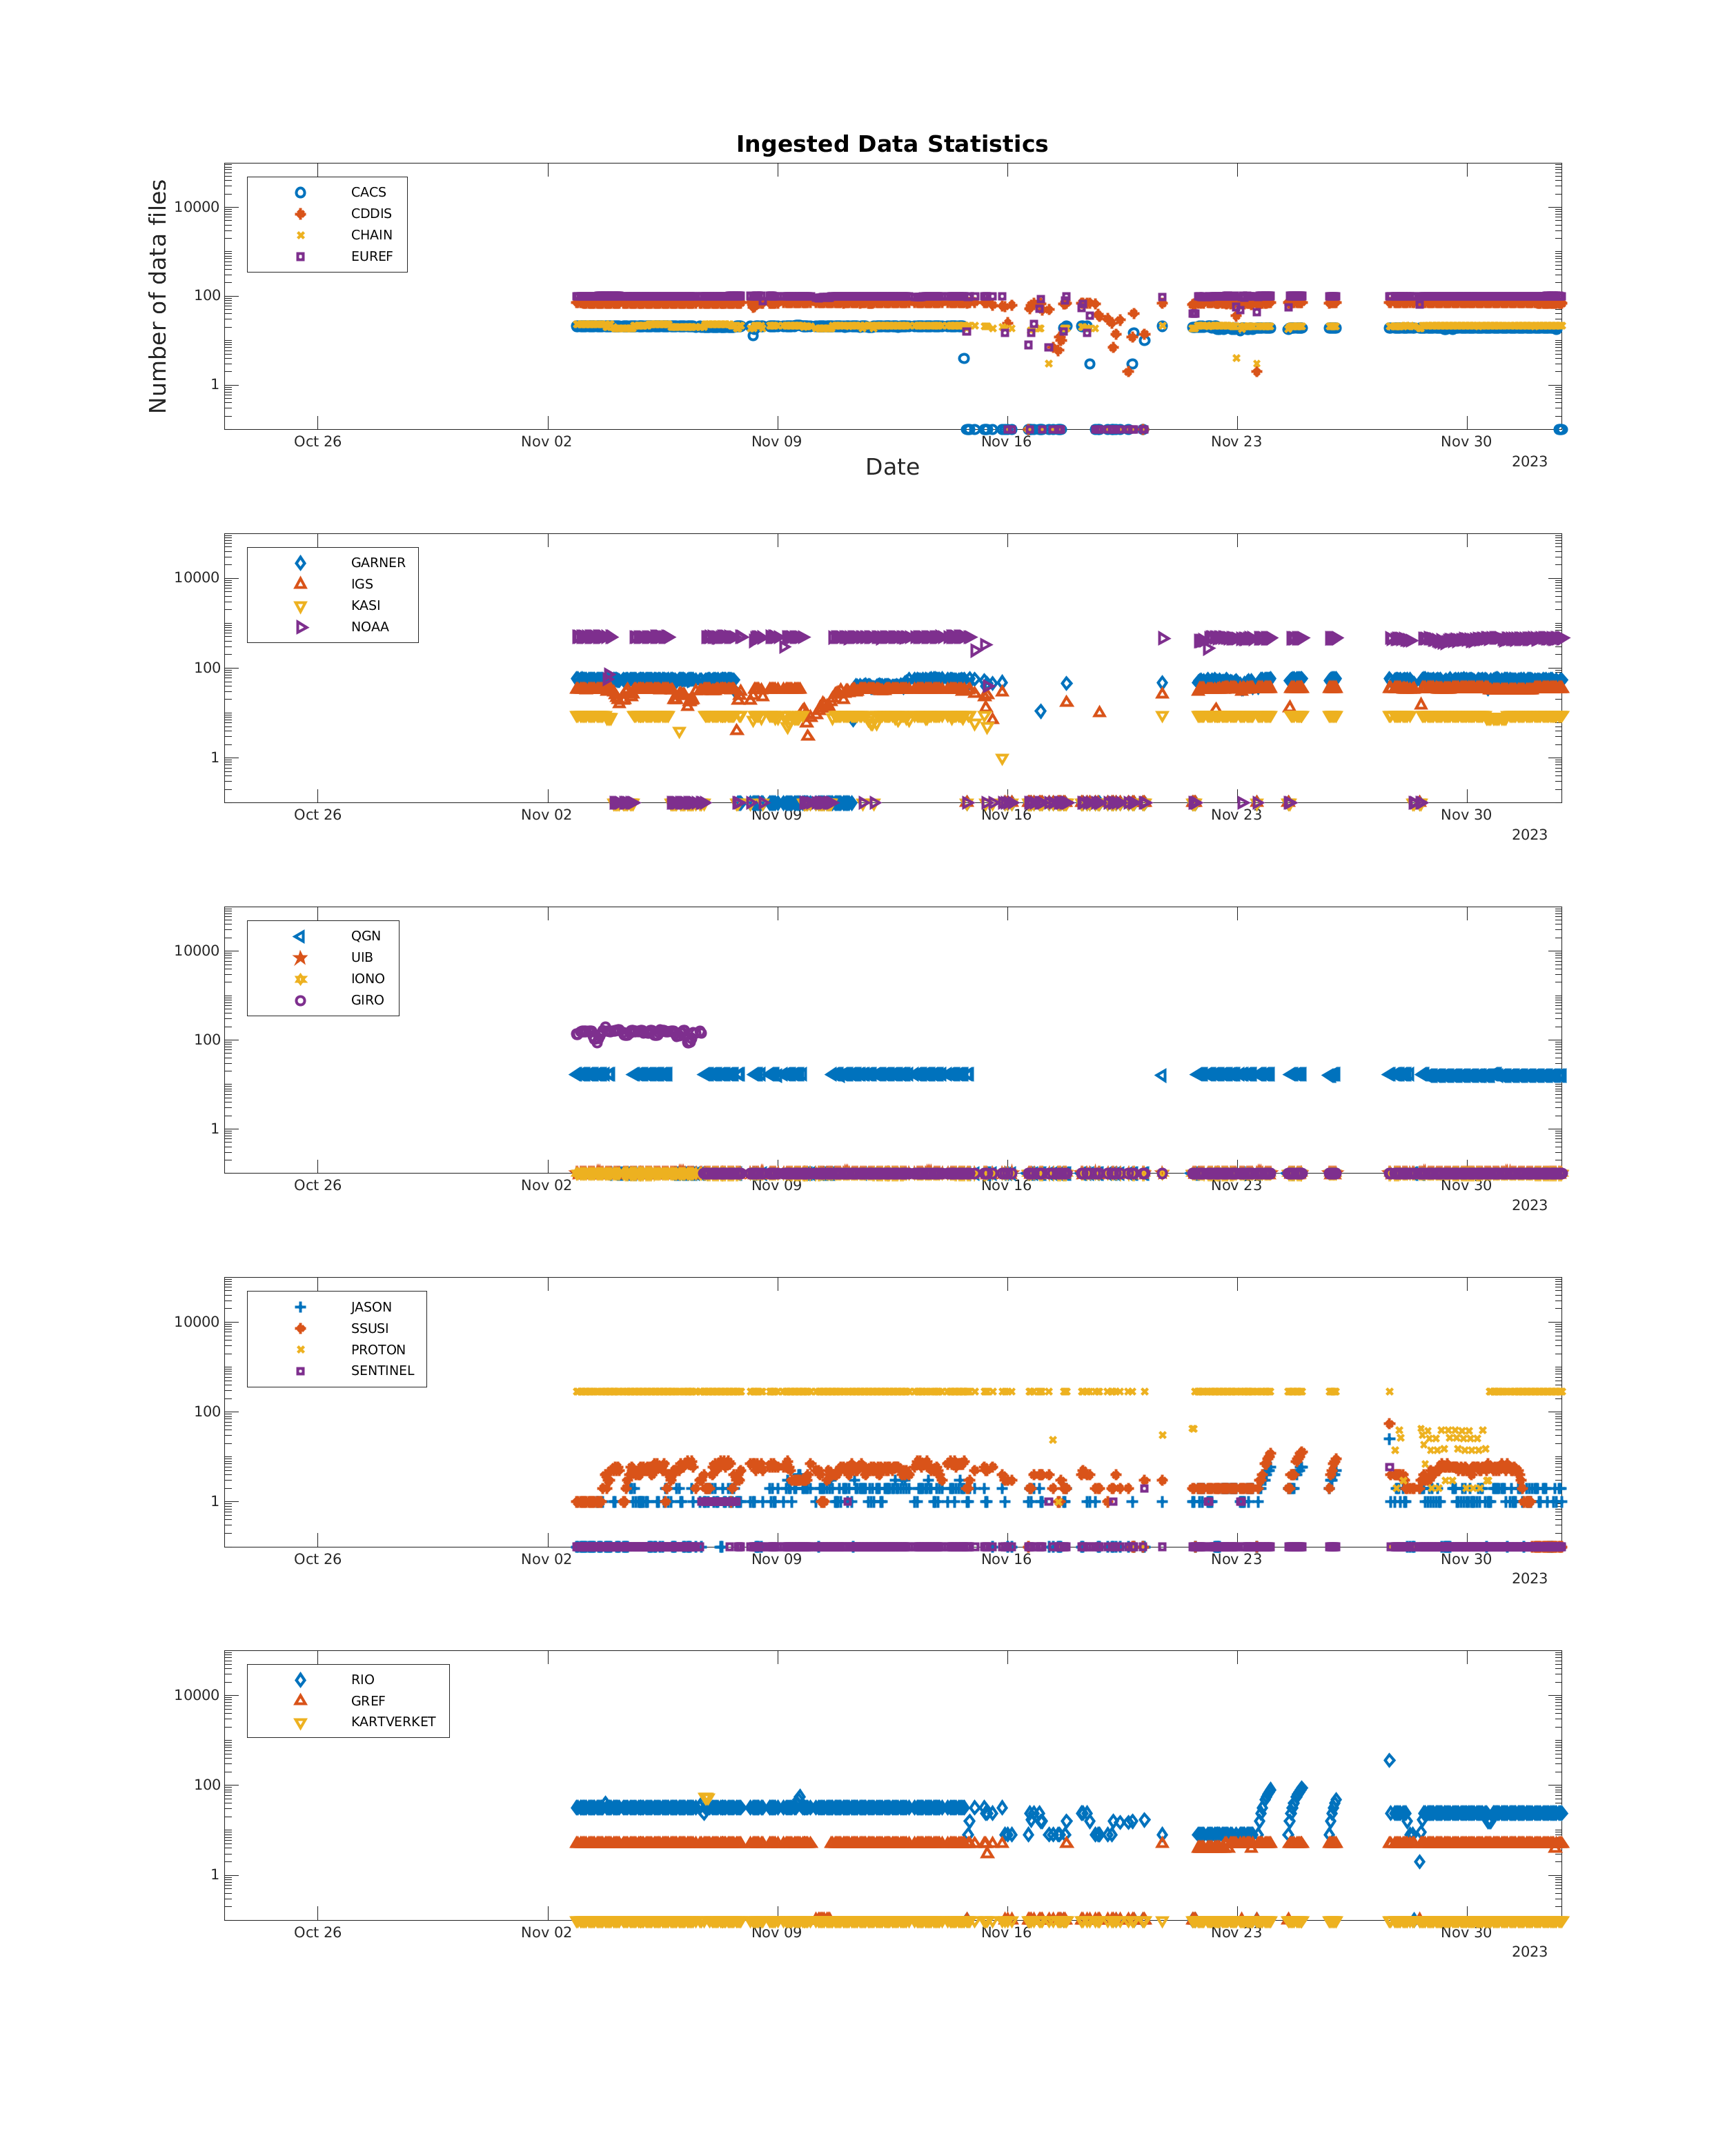 Ingested Data Statistics
Number of data files
CACS
CDDIS
CHAIN
EUREF
10000
100
1
Oct 26
Nov 02
Nov 09
Nov 16
Nov 23
Nov 30
2023
Date
GARNER
IGS
KASI
NOAA
10000
100
1
Oct 26
Nov 02
Nov 09
Nov 16
Nov 23
Nov 30
2023
QGN
UIB
IONO
GIRO
10000
100
1
Oct 26
Nov 02
Nov 09
Nov 16
Nov 23
Nov 30
2023
JASON
SSUSI
PROTON
SENTINEL
10000
100
1
Oct 26
Nov 02
Nov 09
Nov 16
Nov 23
Nov 30
2023
RIO
GREF
KARTVERKET
10000
100
1
Oct 26
Nov 02
Nov 09
Nov 16
Nov 23
Nov 30
2023